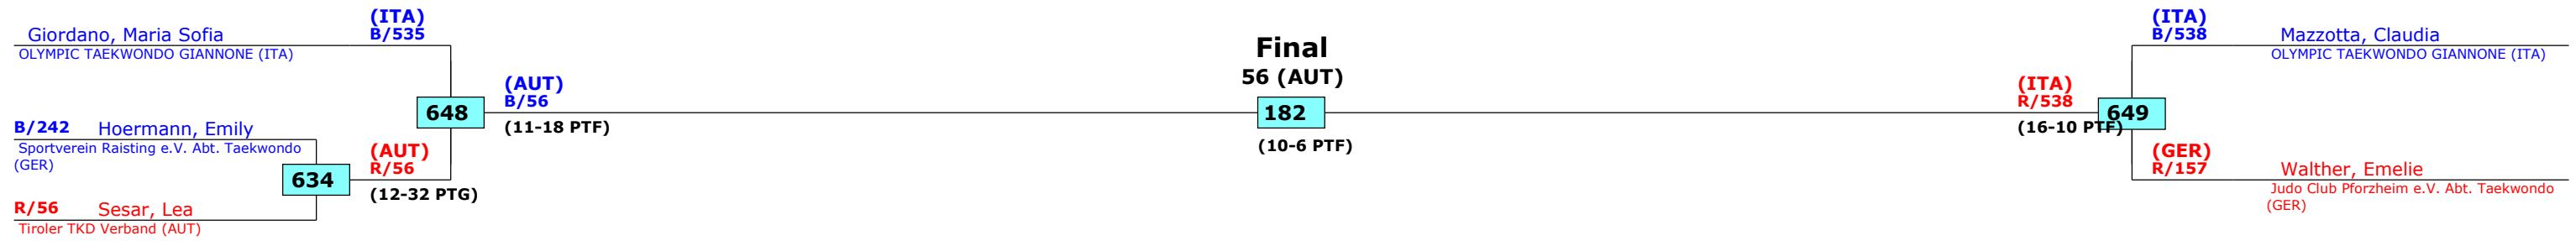 (ITA)
B/535
Giordano, Maria Sofia
OLYMPIC TAEKWONDO GIANNONE (ITA)
648
(AUT)
B/56
(11-18 PTF)
B/242 Hoermann, Emily
Sportverein Raisting e.V. Abt. Taekwondo
(GER)
634
(AUT)
R/56
(12-32 PTG)
R/56 Sesar, Lea
Tiroler TKD Verband (AUT)
Final
56 (AUT)
182
(10-6 PTF)
(ITA)
R/538
(16-10 PTF)
649
(ITA)
B/538
Mazzotta, Claudia
OLYMPIC TAEKWONDO GIANNONE (ITA)
(GER)
R/157
Walther, Emelie
Judo Club Pforzheim e.V. Abt. Taekwondo
(GER)